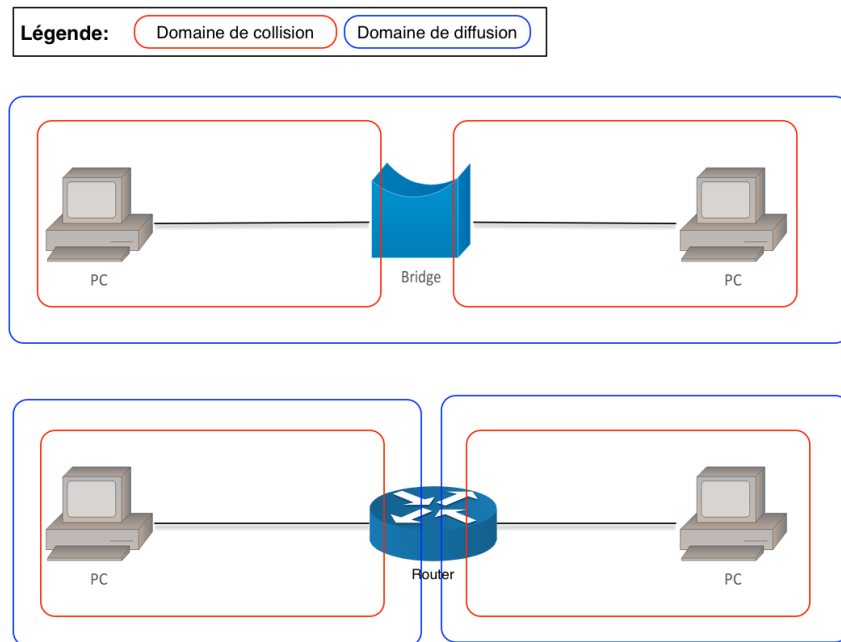 Légende: Domaine de collision Domaine de diffusion
PC Bridge PC
PC Router PC